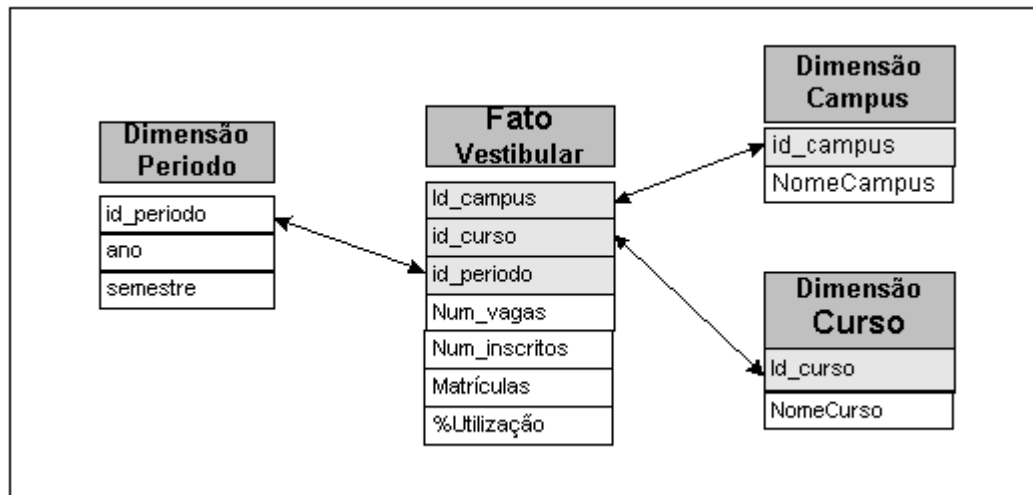 Dimensão
Periodo
id_periodo
ano
semestre
Fato
Vestibular
Id_campus
id_curso
id_periodo
Num_vagas
Num_inscritos
Matrículas
%Utilização
Dimensão
Campus
id_campus
NomeCampus
Dimensão
Curso
Id_curso
NomeCurso